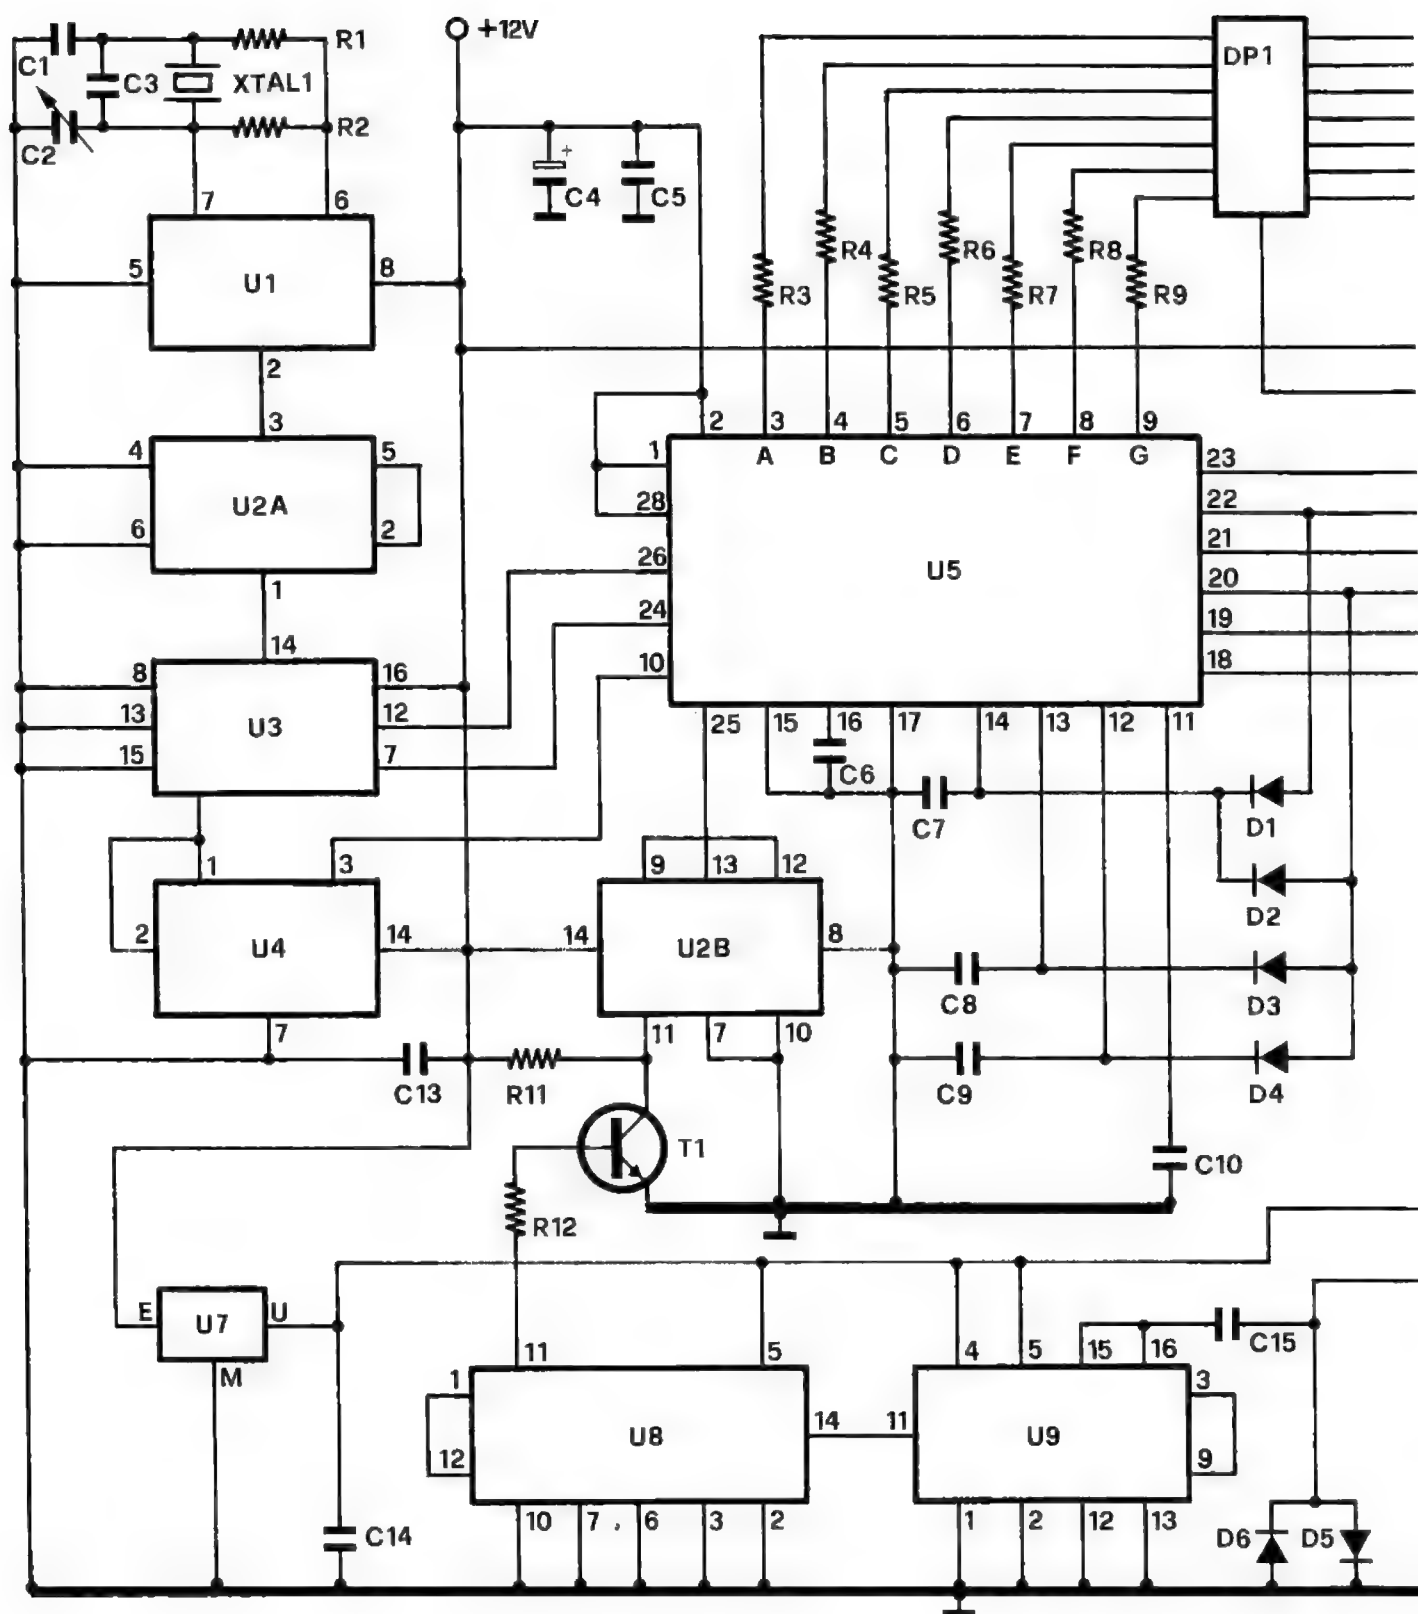 C1
R1
+12V
DP1
C3
XTAL1
C2
R2
+
C4
C5
7
6
R4
R6
R8
5
U1
8
R3
R5
R7
R9
2
3
2
3
4
5
6
7
8
9
4
U2A
5
1
A
B
C
D
E
F
G
23
6
2
28
22
26
U5
21
1
24
20
14
10
19
18
8
U3
16
13
12
15
7
25
15
16
17
14
13
12
11
C6
C7
D1
1
3
9
13
12
D2
2
U4
14
14
U2B
8
C8
D3
7
11
7
10
C13
R11
C9
D4
T1
C10
R12
E
U7
U
M
11
5
4
5
15
16
C15
1
U8
14
11
U9
3
12
9
10
7
6
3
2
1
2
12
13
C14
D6
D5